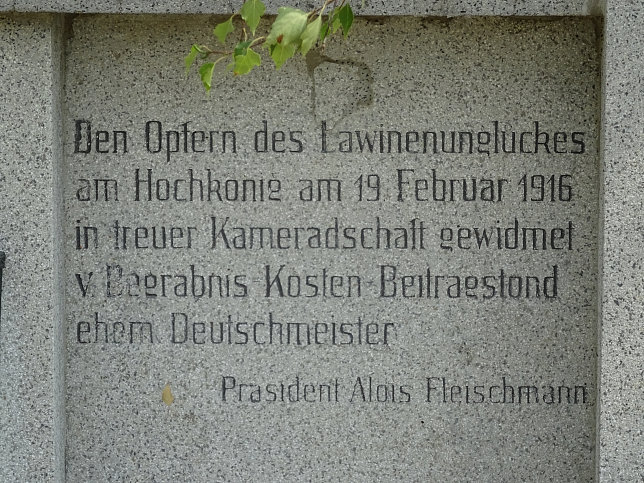 Den Opfern des Lawinenunglückes
am Hochkönig am 19. Februar 1916
in treuer Kameradschaft gewidmet
v. Begräbnis-Kosten-Beitragsfond
ehem. Deutschmeister
Präsident Alois Fleischmann